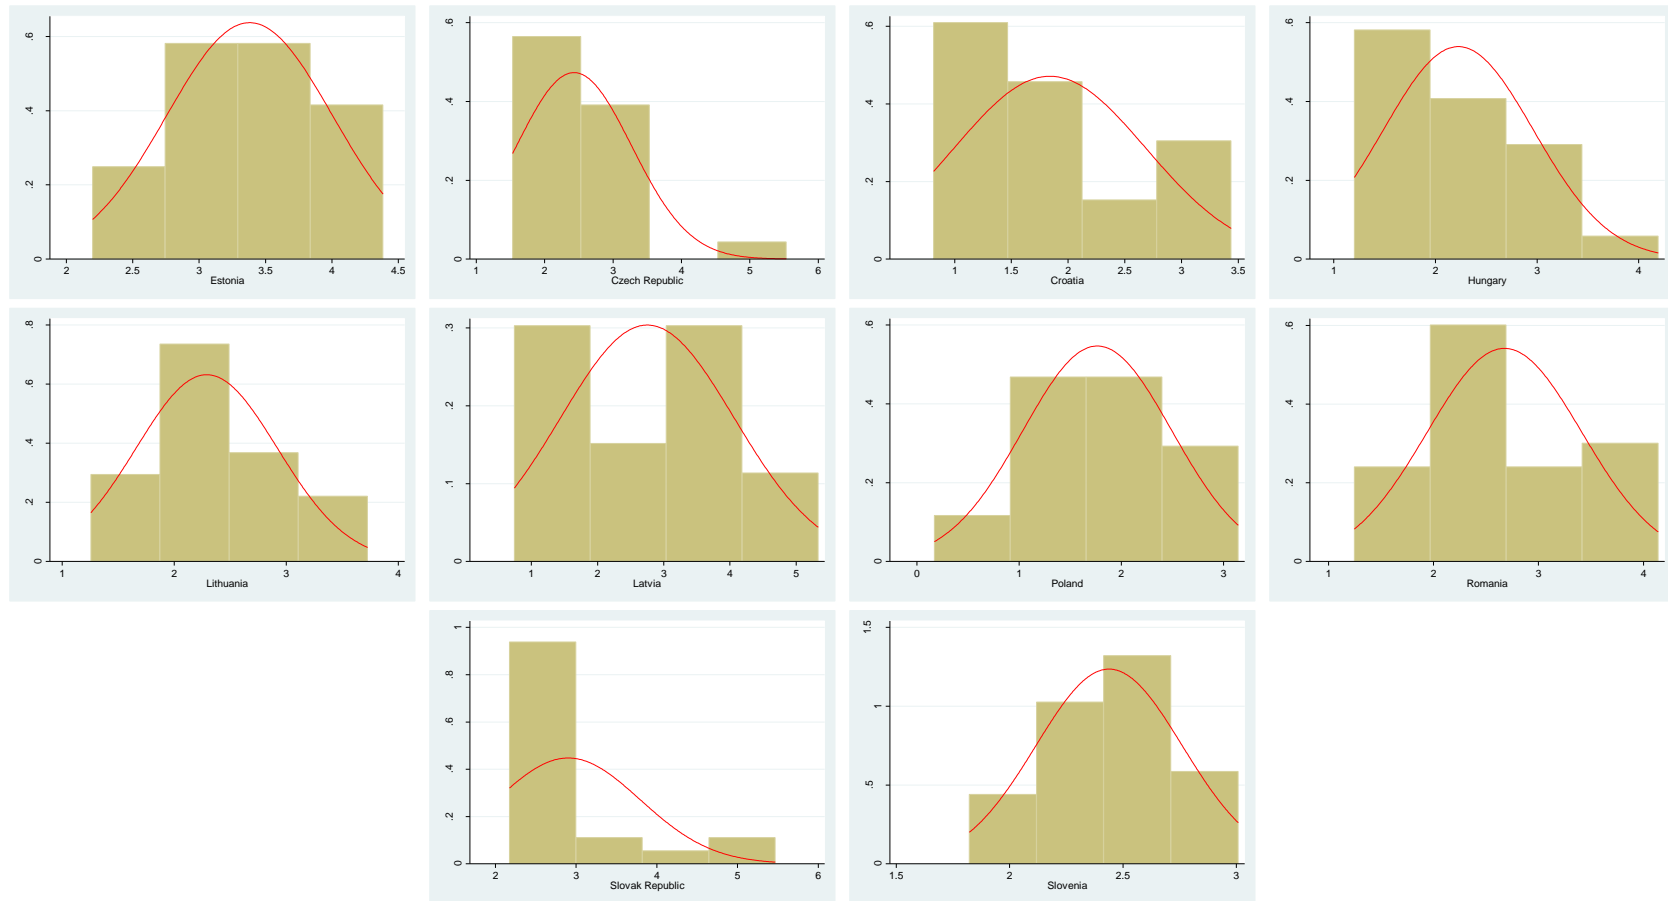 0 .2 .4 .6
2 2.5 3 3.5 4 4.5
Estonia
0 .2 .4 .6
1 2 3 4 5 6
Czech Republic
0 .2 .4 .6
1 1.5 2 2.5 3 3.5
Croatia
0 .2 .4 .6
1 2 3 4
Hungary
0 .2 .4 .6 .8
1 2 3 4
Lithuania
0 .1 .2 .3
1 2 3 4 5
Latvia
0 .2 .4 .6
0 1 2 3
Poland
0 .2 .4 .6
1 2 3 4
Romania
0 .2 .4 .6 .8 1
2 3 4 5 6
Slovak Republic
0 .5 1 1.5
1.5 2 2.5 3
Slovenia